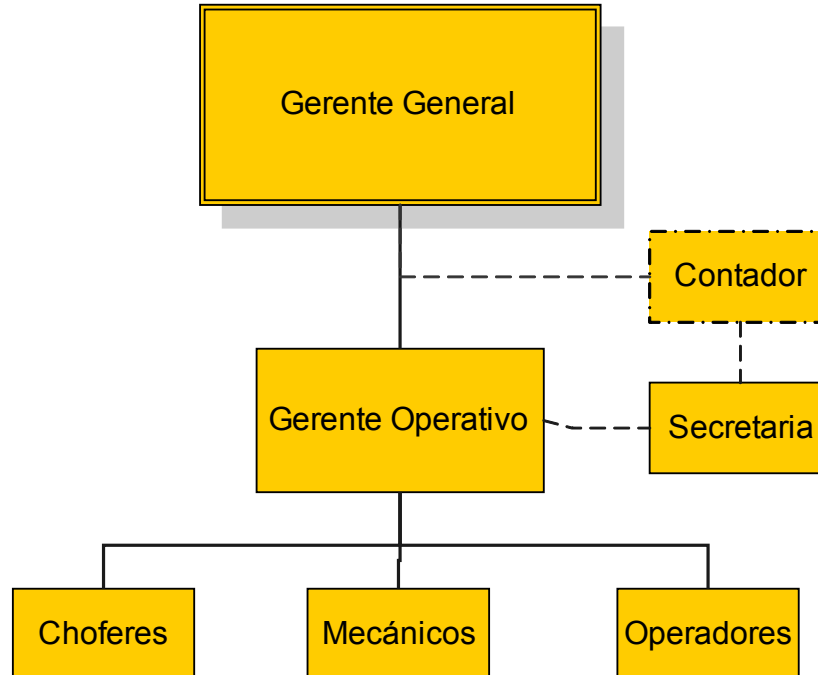 Gerente General
Contador
Gerente Operativo
Secretaria
Choferes
Mecánicos
Operadores